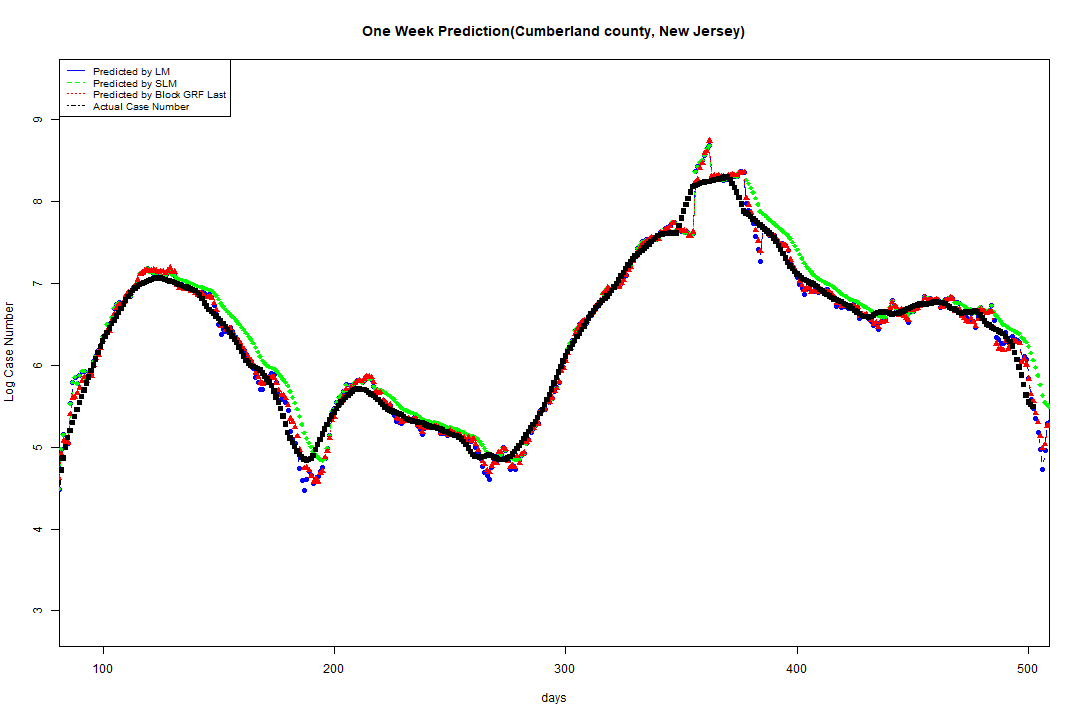 One Week Prediction(Cumberland county, New Jersey)
Predicted by LM
Predicted by SLM
Predicted by Block GRF Last
Actual Case Number
Log Case Number
9
8
7
6
5
4
3
100 200 300 400 500
days